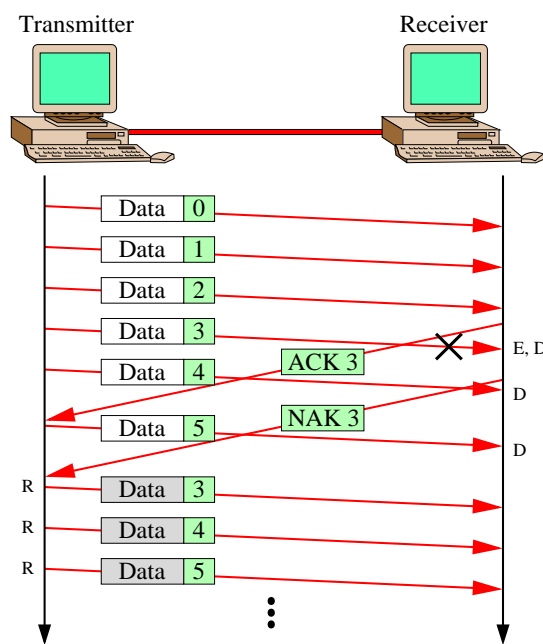 Transmitter
Receiver
Data 0
Data 1
Data 2
Data 3
E, D
ACK 3
Data 4
D
NAK 3
Data 5
D
R Data 3
R Data 4
R Data 5